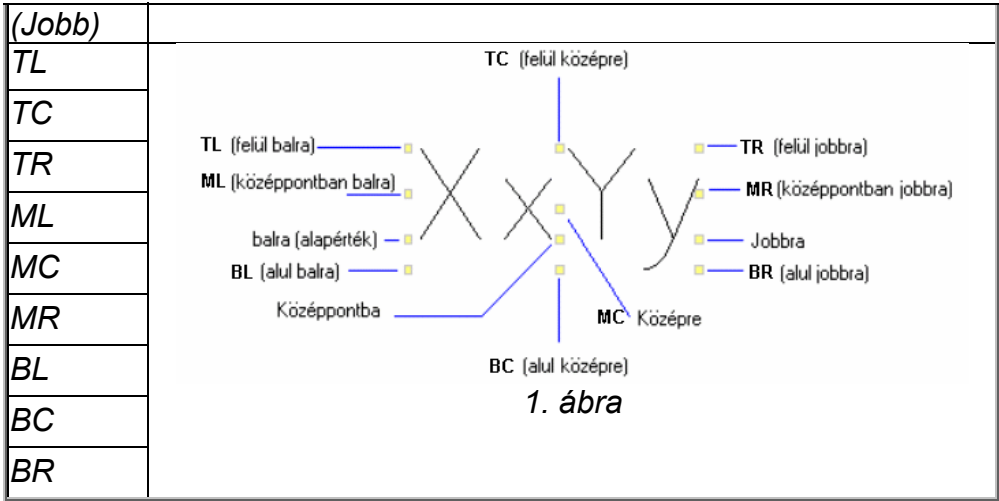 (Jobb)
TL
TC
TR
ML
MC
MR
BL
BC
BR
TC (felül középre)
TL (felül balra)
TR (felül jobbra)
ML (középpontban balra)
MR (középpontban jobbra)
balra (alapérték)
Jobbra
BL (alul balra)
BR (alul jobbra)
Középpontba
MC Középre
BC (alul középre)
1. ábra